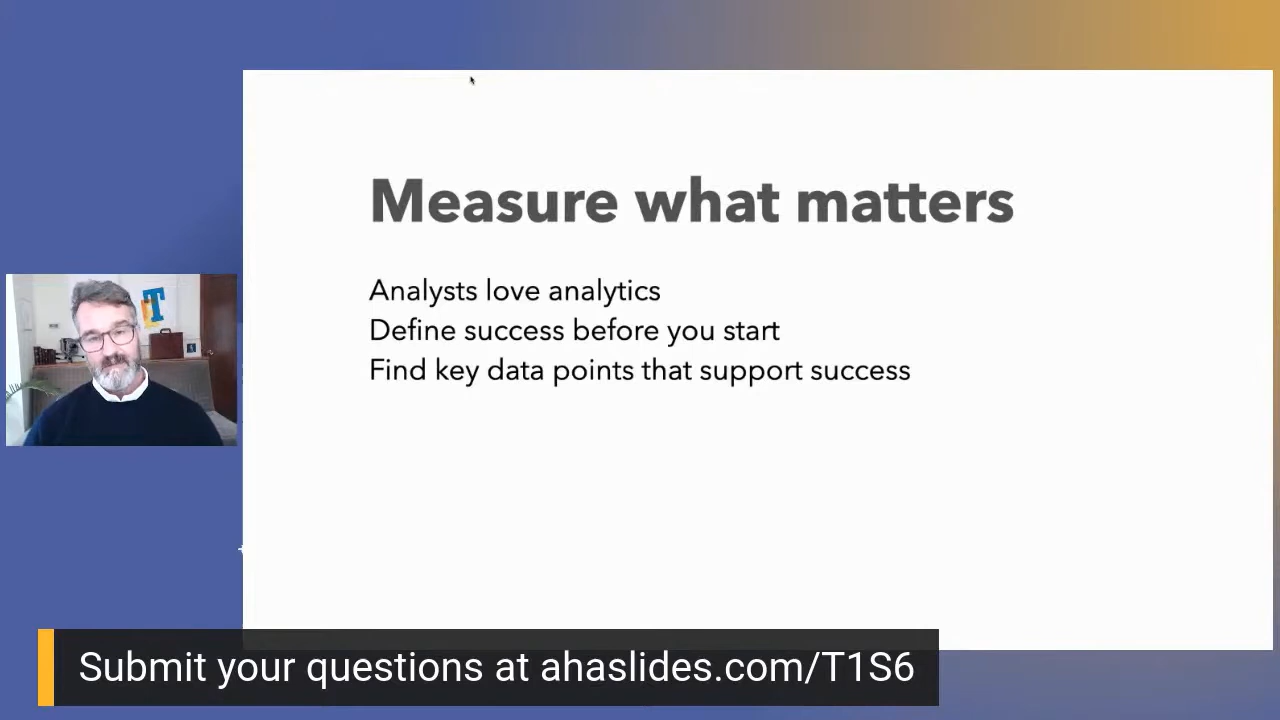 Measure what matters
Analysts love analytics
Define success before you start
Find key data points that support success
T
Submit your questions at ahaslides.com/T1S6